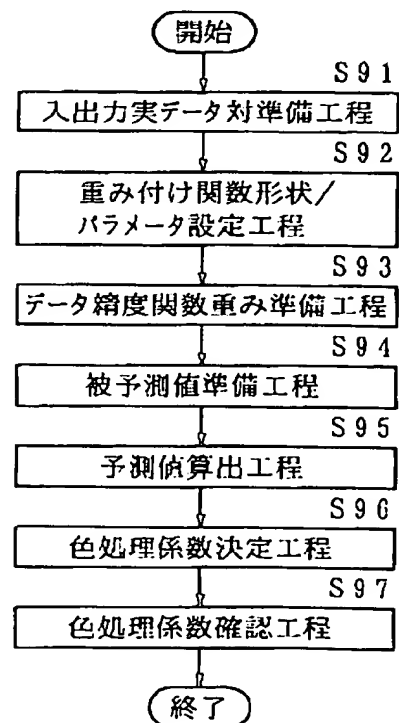 開始
S91
入出力実データ対準備工程
S92
重み付け関数形状/
パラメータ設定工程
S93
データ精度関数重み準備工程
S94
被予測値準備工程
S95
予測値算出工程
S96
色処理係数決定工程
S97
色処理係数確認工程
終了